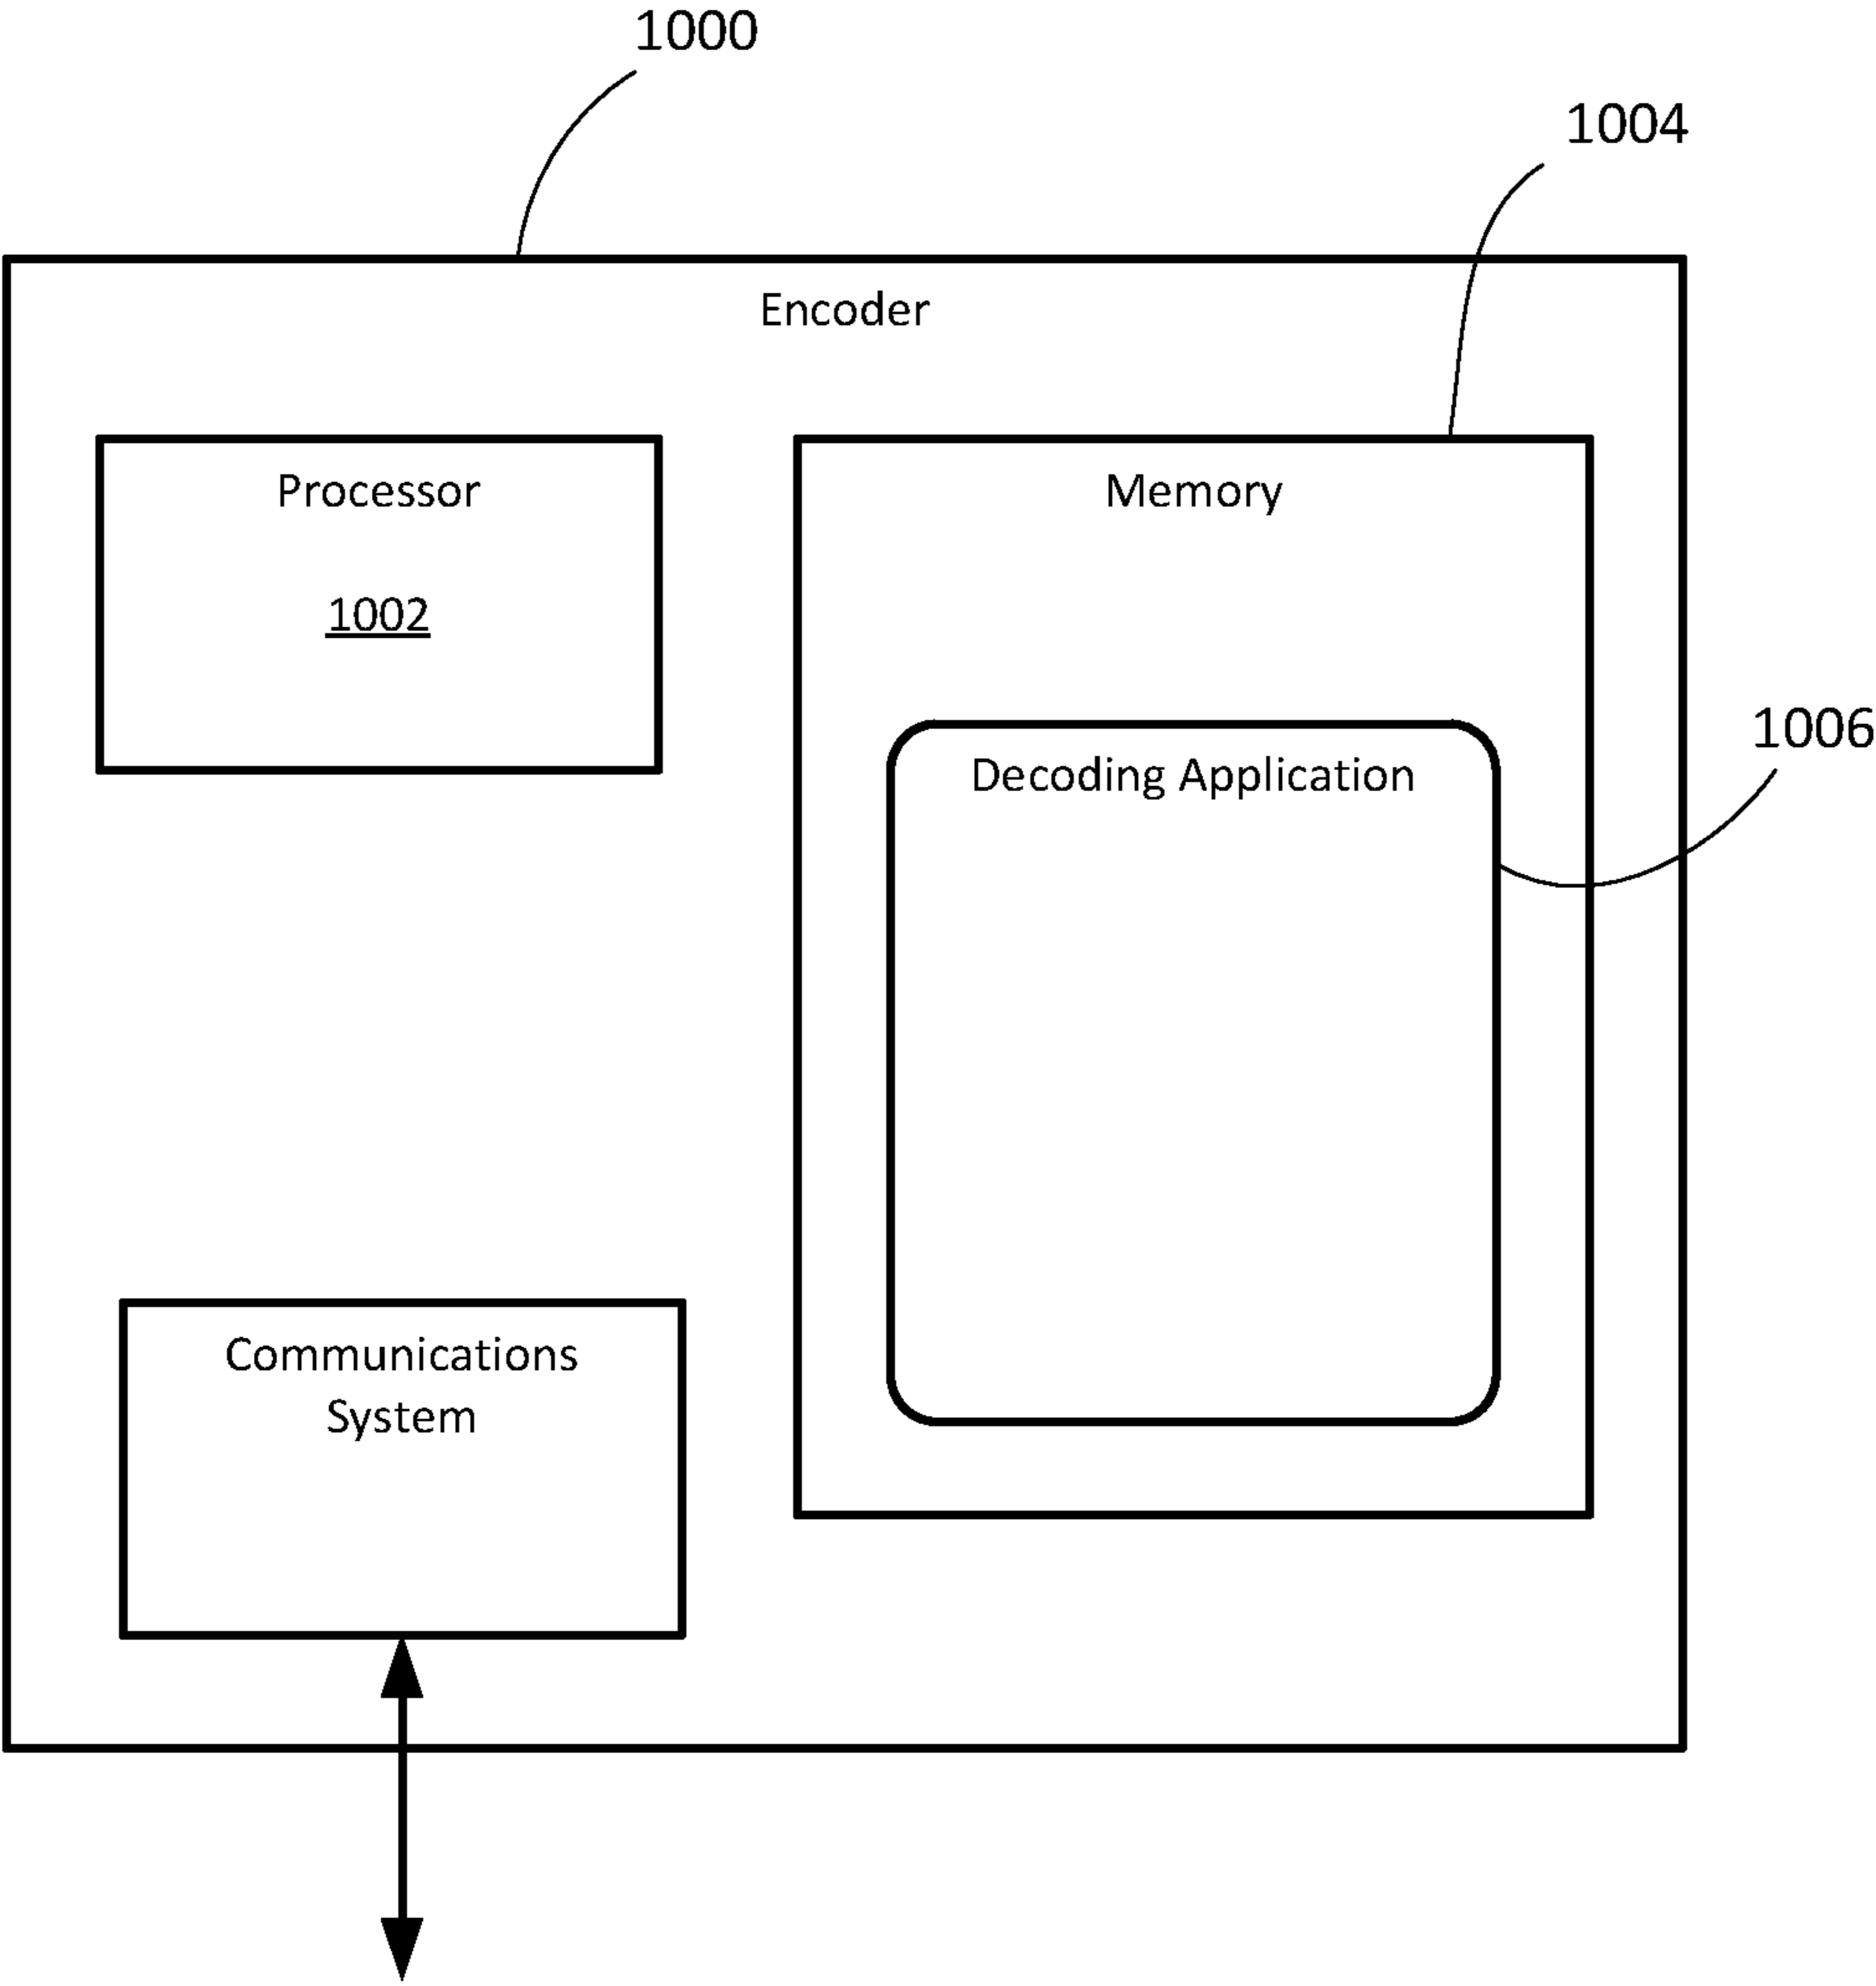 1000
1004
Encoder
Processor
1002
Memory
1006
Decoding Application
Communications
System